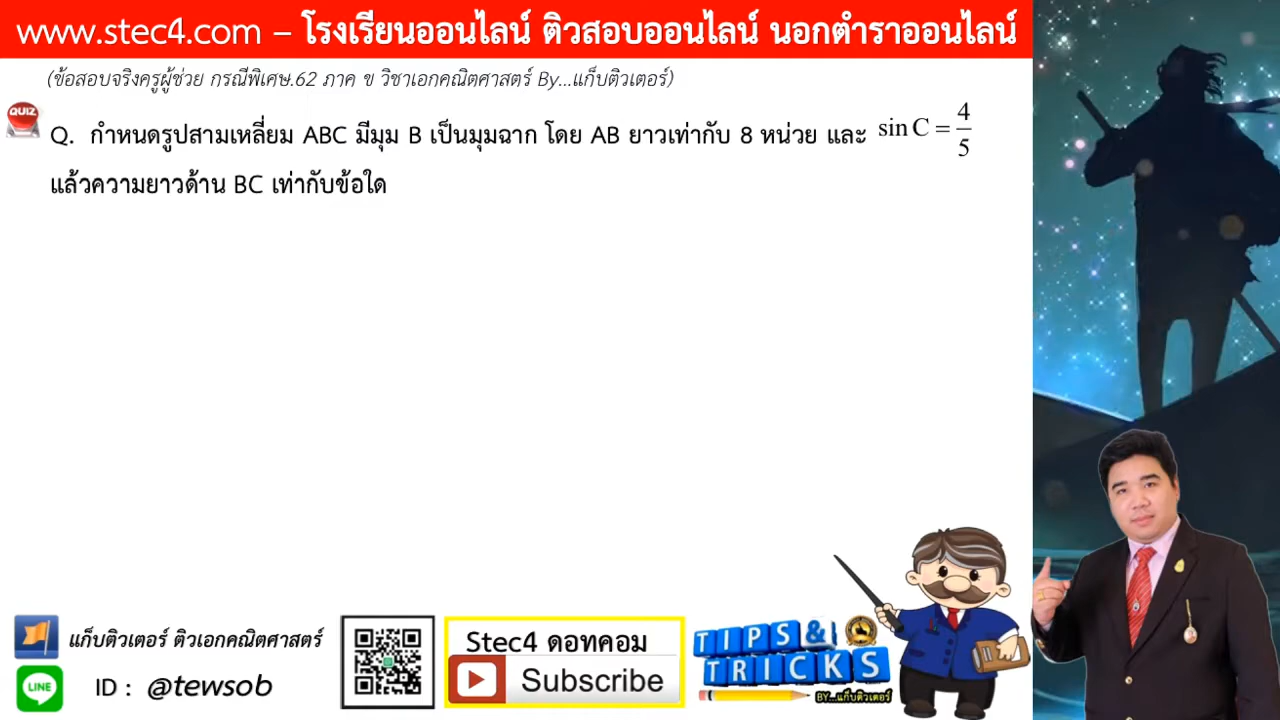 www.stec4.com – โรงเรียนออนไลน์ ติวสอบออนไลน์ นอกตำราออนไลน์
(ข้อสอบจริงครูผู้ช่วย กรณีพิเศษ.62 ภาค ข วิชาเอกคณิตศาสตร์ By...แก็บติวเตอร์)
QUIZ
Q. กำหนดรูปสามเหลี่ยม ABC มีมุม B เป็นมุมฉาก โดย AB ยาวเท่ากับ 8 หน่วย และ sin C = 4/5
แล้วความยาวด้าน BC เท่ากับข้อใด
แก็บติวเตอร์ ติวเอกคณิตศาสตร์
LINE
ID : @tewsob
Stec4 ดอทคอม
Subscribe
TIPS &
TRICKS
BY...แก็บติวเตอร์